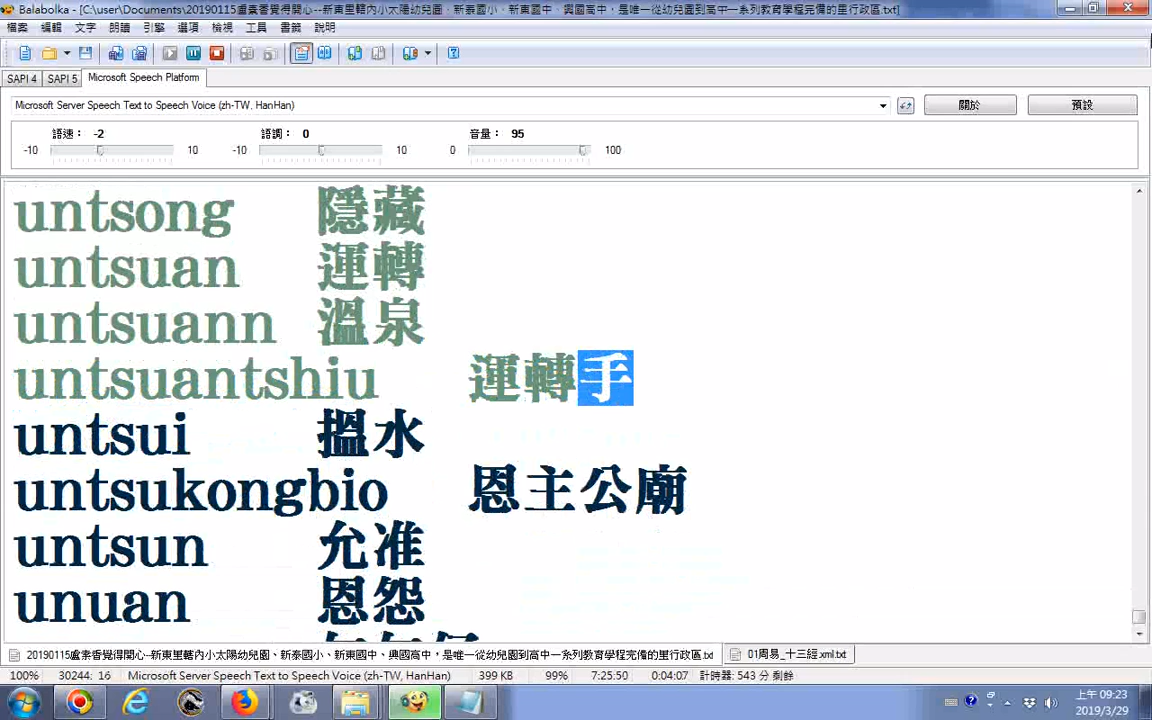 Balabolka - [C:\user\Documents\20190115盧素香覺得開心--新東里轄內小太陽幼兒園、新泰國小、新東國中、興國高中，是唯一從幼兒園到高中一系列教育學程完備的里行政區.txt]
檔案 編輯 文字 朗讀 引擎 選項 檢視 工具 書籤 說明
SAPI 4 SAPI 5 Microsoft Speech Platform
Microsoft Server Speech Text to Speech Voice (zh-TW, HanHan) 關於 預設
語速： -2 語調： 0 音量： 95
-10 10 -10 10 0 100
untsong 隱藏
untsuan 運轉
untsuann 溫泉
untsuantshiu 運轉手
untsui 搵水
untsukongbio 恩主公廟
untsun 允准
unuan 恩怨
20190115盧素香覺得開心--新東里轄內小太陽幼兒園、新泰國小、新東國中、興國高中，是唯一從幼兒園到高中一系列教育學程完備的里行政區.txt 01周易_十三經.xml.txt
100% 30244: 16 Microsoft Server Speech Text to Speech Voice (zh-TW, HanHan) 399 KB 99% 7:25:50 0:04:07 計時器: 543 分 剩餘
上午 09:23
2019/3/29